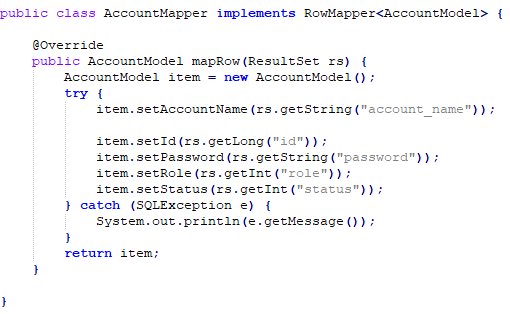 public class AccountMapper implements RowMapper<AccountModel> {
@Override
public AccountModel mapRow(ResultSet rs) {
AccountModel item = new AccountModel();
try {
item.setAccountName(rs.getString("account_name"));
item.setId(rs.getLong("id"));
item.setPassword(rs.getString("password"));
item.setRole(rs.getInt("role"));
item.setStatus(rs.getInt("status"));
} catch (SQLException e) {
System.out.println(e.getMessage());
}
return item;
}
}